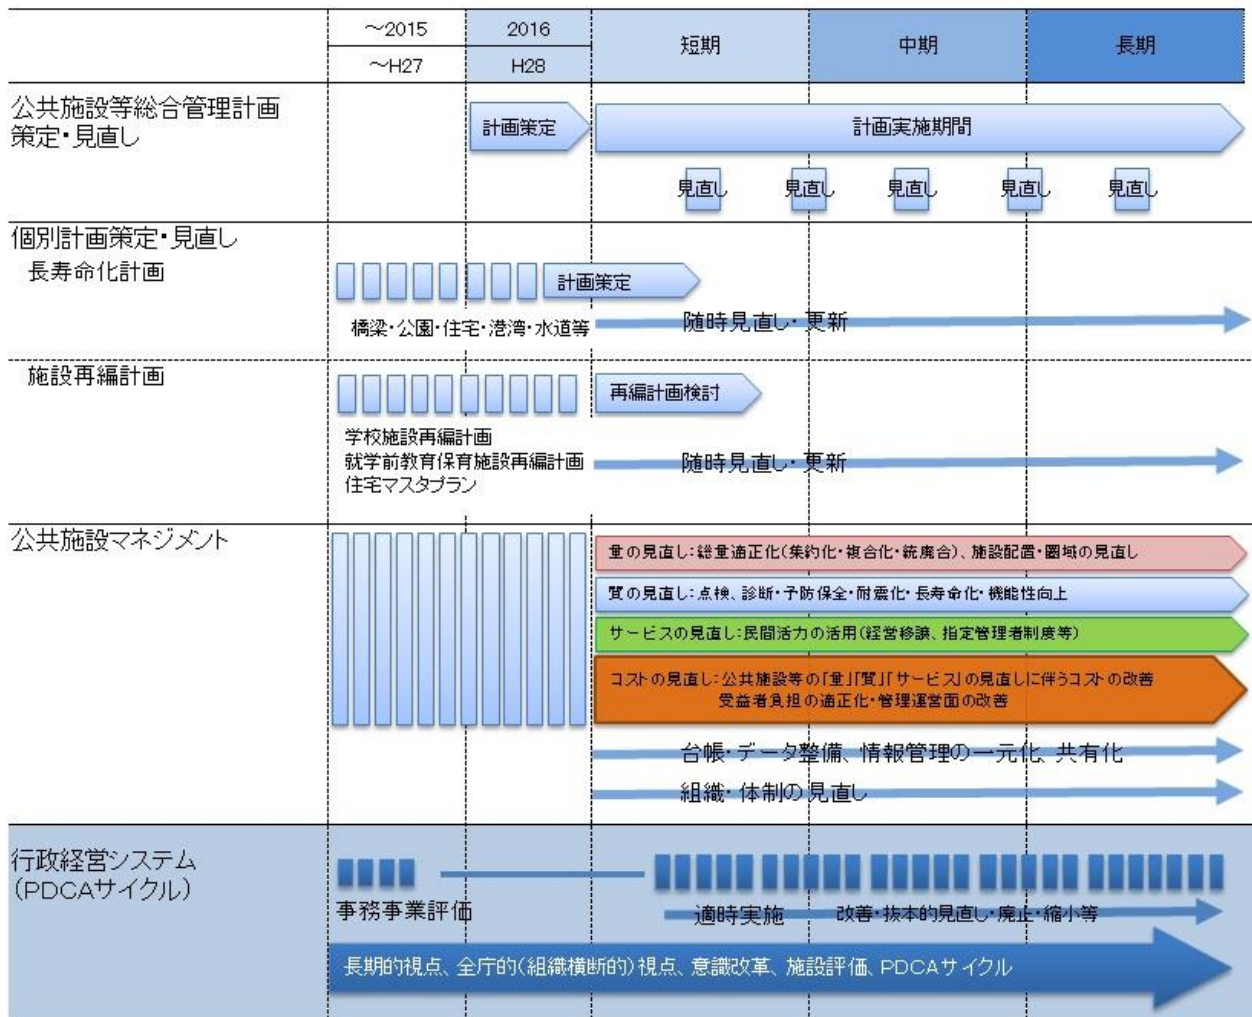 ～2015
2016
短期
中期
長期
～H27
H28
公共施設等総合管理計画
策定・見直し
計画策定
計画実施期間
見直し
見直し
見直し
見直し
見直し
個別計画策定・見直し
長寿命化計画
計画策定
橋梁・公園・住宅・港湾・水道等
随時見直し・更新
施設再編計画
再編計画検討
学校施設再編計画
就学前教育保育施設再編計画
住宅マスタプラン
随時見直し・更新
公共施設マネジメント
量の見直し：総量適正化（集約化・複合化・統廃合）、施設配置・圏域の見直し
質の見直し：点検、診断・予防保全・耐震化・長寿命化・機能性向上
サービスの見直し：民間活力の活用（経営移譲、指定管理者制度等）
コストの見直し：公共施設等の「量」「質」「サービス」の見直しに伴うコストの改善
受益者負担の適正化・管理運営面の改善
台帳・データ整備、情報管理の一元化、共有化
組織・体制の見直し
行政経営システム
（PDCAサイクル）
事務事業評価
適時実施
改善・抜本的見直し・廃止・縮小等
長期的視点、全庁的（組織横断的）視点、意識改革、施設評価、PDCAサイクル